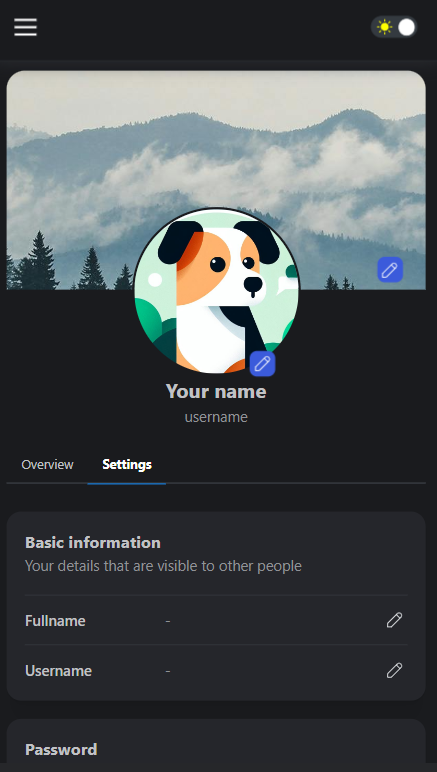 Your name
username
Overview
Settings
Basic information
Your details that are visible to other people
Fullname
-
Username
-
Password